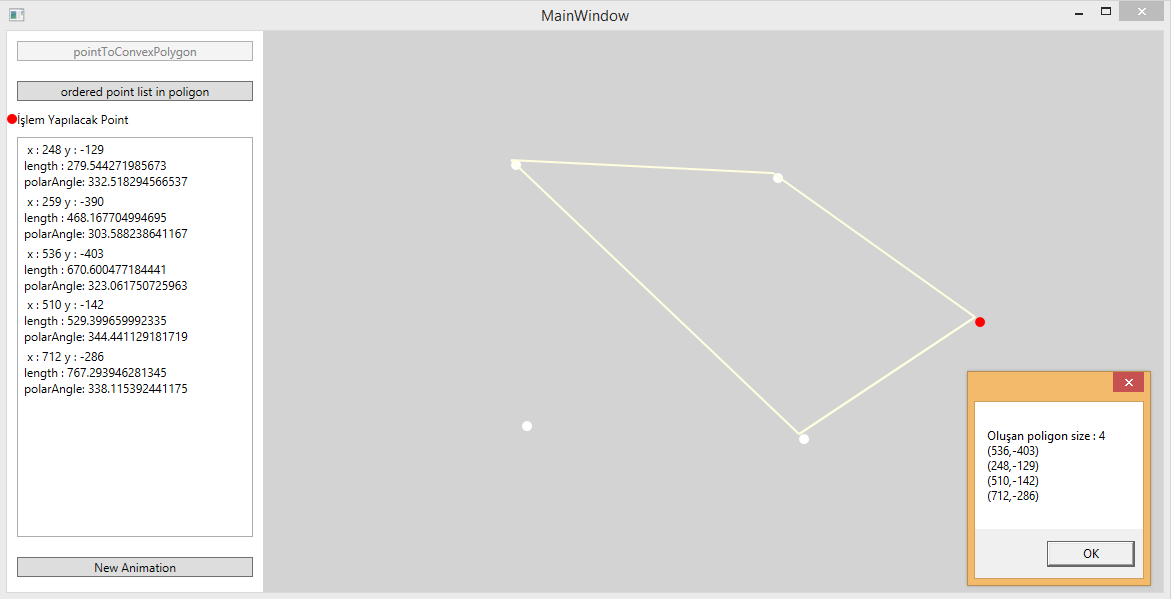 MainWindow
pointToConvexPolygon
ordered point list in poligon
İşlem Yapılacak Point
x : 248 y : -129
length : 279.544271985673
polarAngle: 332.518294566537
x : 259 y : -390
length : 468.167704994695
polarAngle: 303.588238641167
x : 536 y : -403
length : 670.600477184441
polarAngle: 323.061750725963
x : 510 y : -142
length : 529.399659992335
polarAngle: 344.441129181719
x : 712 y : -286
length : 767.293946281345
polarAngle: 338.115392441175
New Animation
Oluşan poligon size : 4
(536,-403)
(248,-129)
(510,-142)
(712,-286)
OK